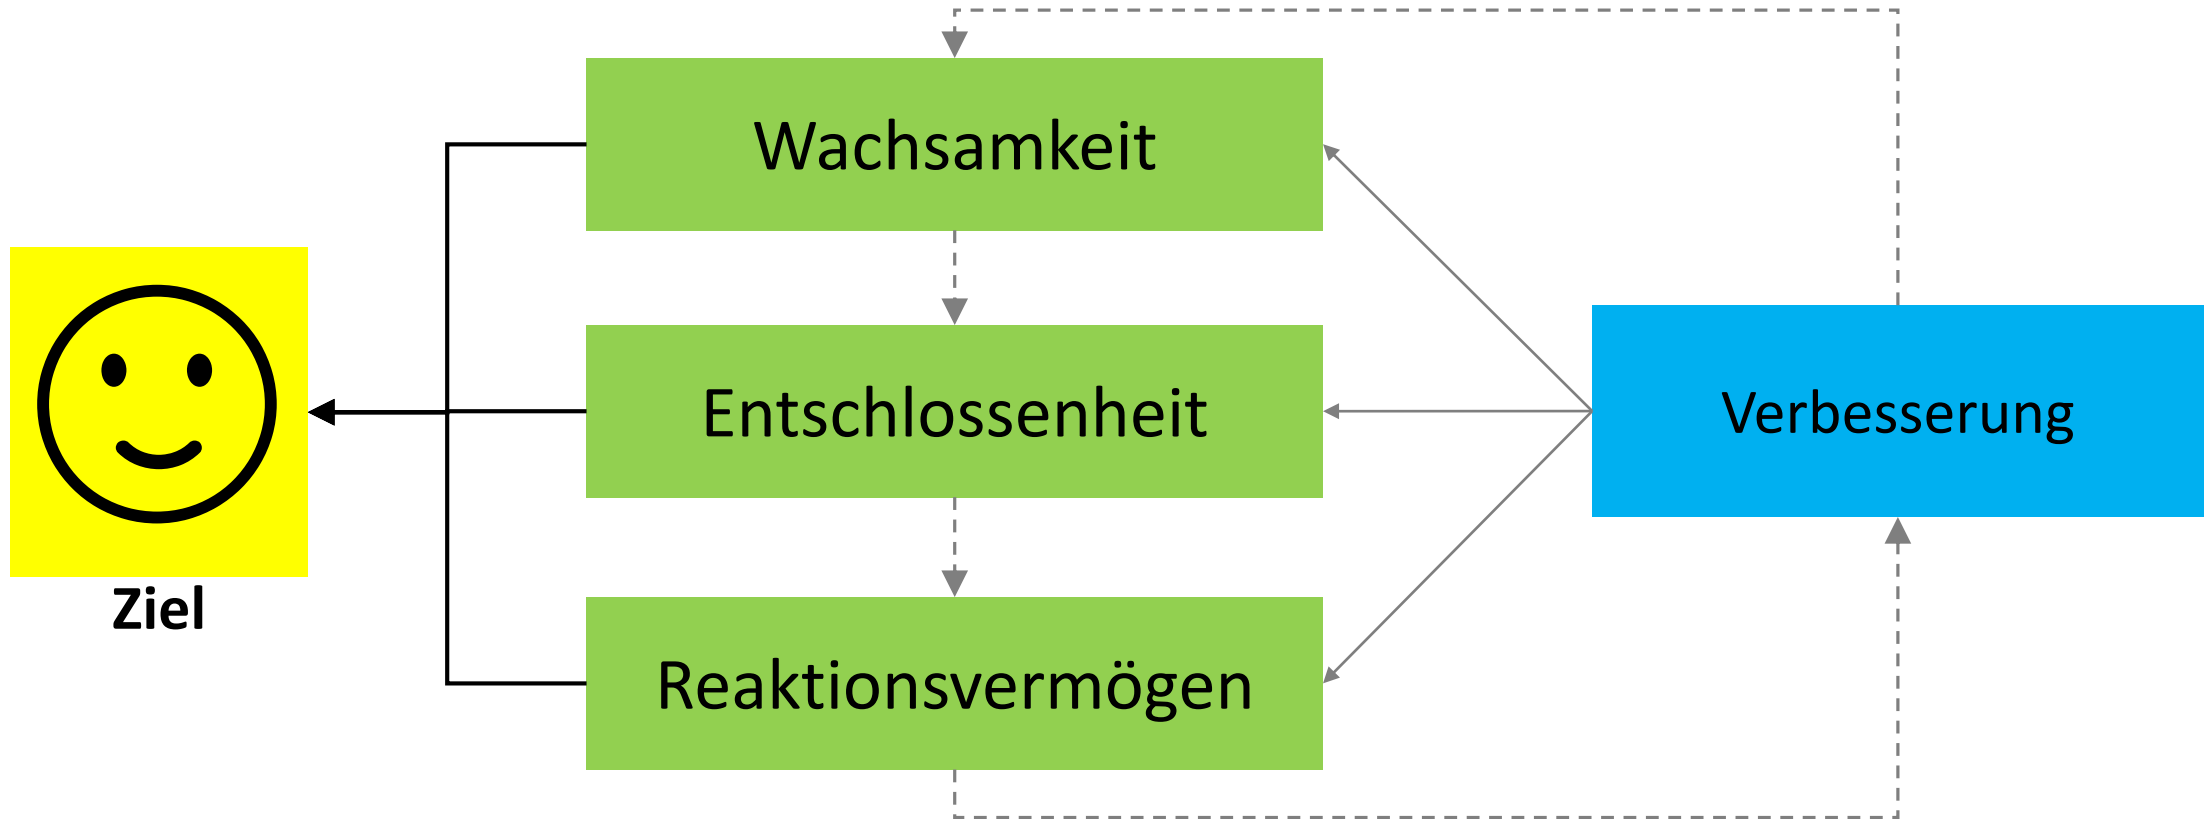 Wachsamkeit
Entschlossenheit
Verbesserung
Ziel
Reaktionsvermögen